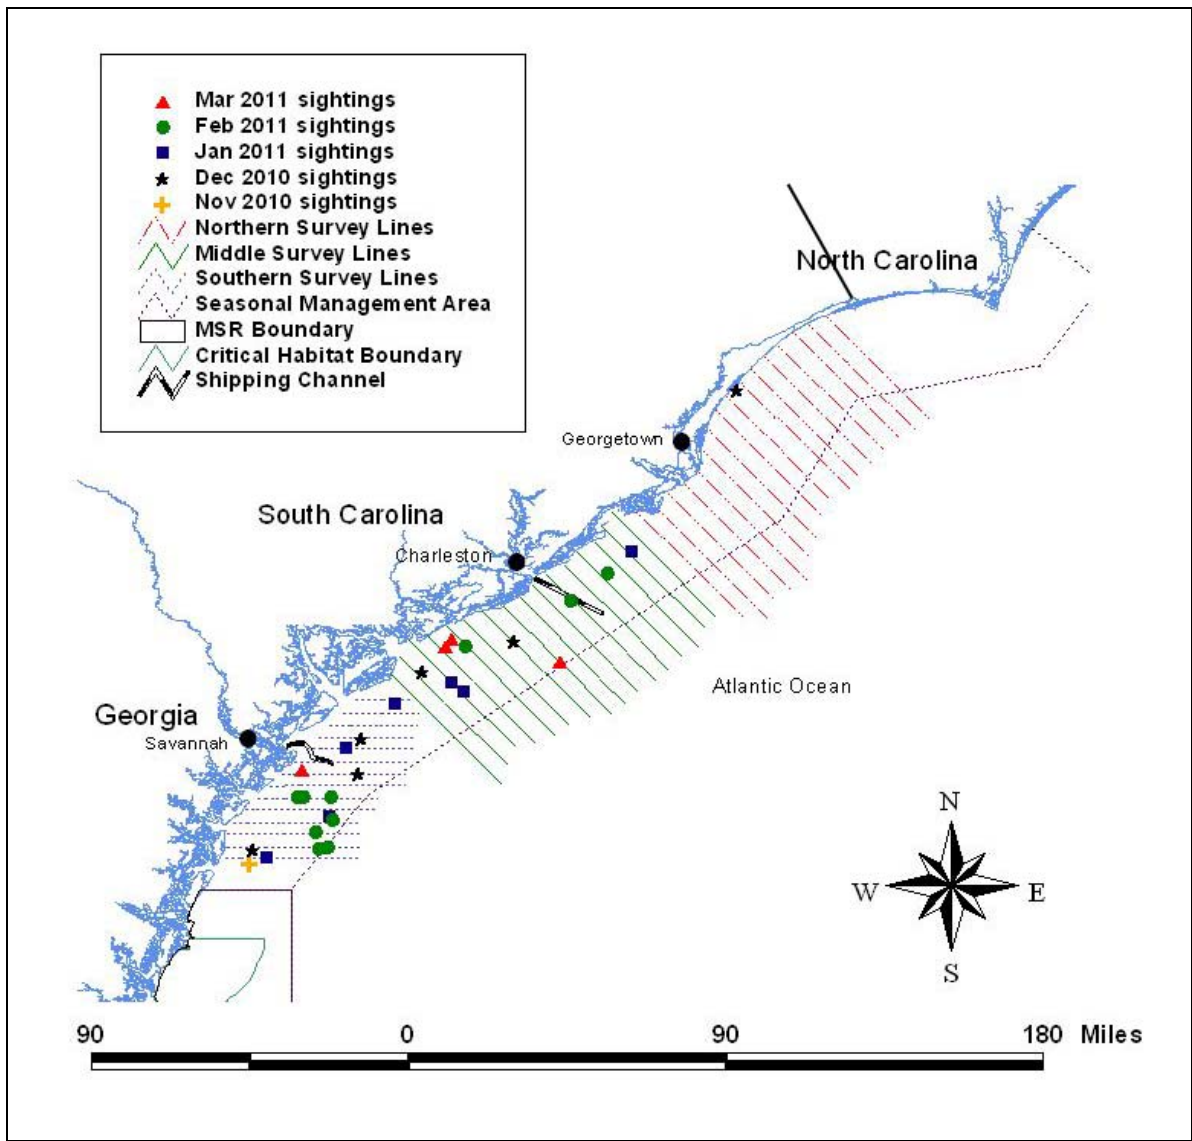 Mar 2011 sightings
Feb 2011 sightings
Jan 2011 sightings
Dec 2010 sightings
Nov 2010 sightings
Northern Survey Lines
Middle Survey Lines
Southern Survey Lines
Seasonal Management Area
MSR Boundary
Critical Habitat Boundary
Shipping Channel
North Carolina
Georgetown
South Carolina
Charleston
Atlantic Ocean
Georgia
Savannah
N
W E
S
90 0 90 180 Miles